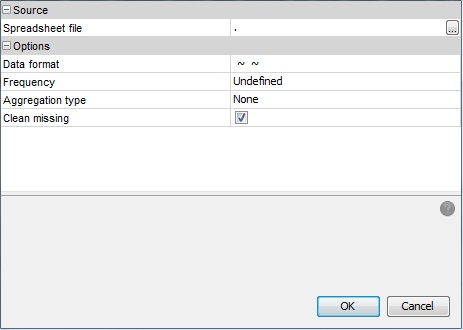 Source
Spreadsheet file .
...
Options
Data format ~ ~
Frequency Undefined
Aggregation type None
Clean missing
?
OK Cancel